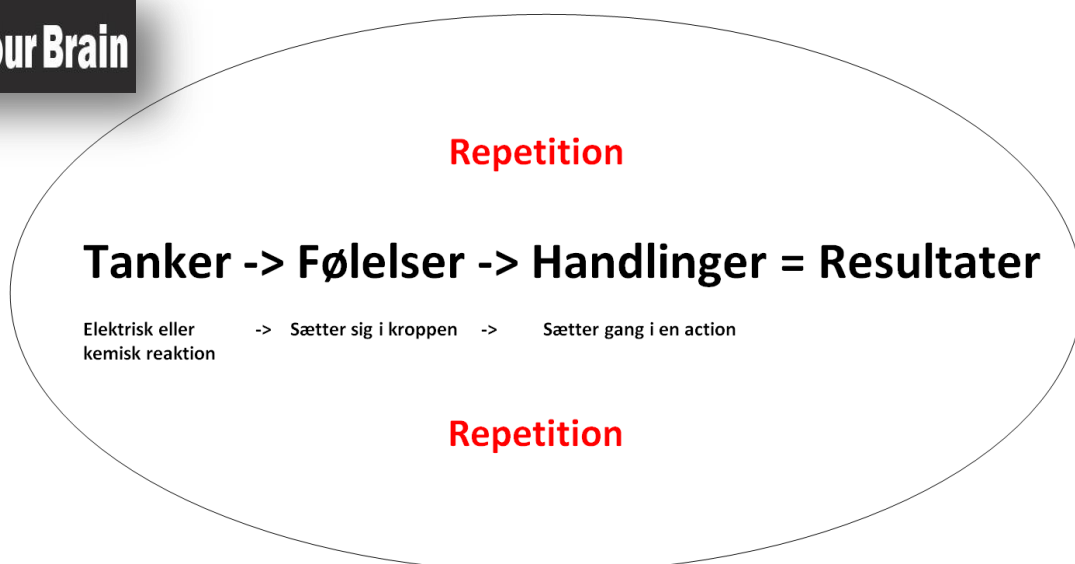 our Brain
Repetition
Tanker -> Følelser -> Handlinger = Resultater
Elektrisk eller -> Sætter sig i kroppen -> Sætter gang i en action
kemisk reaktion
Repetition